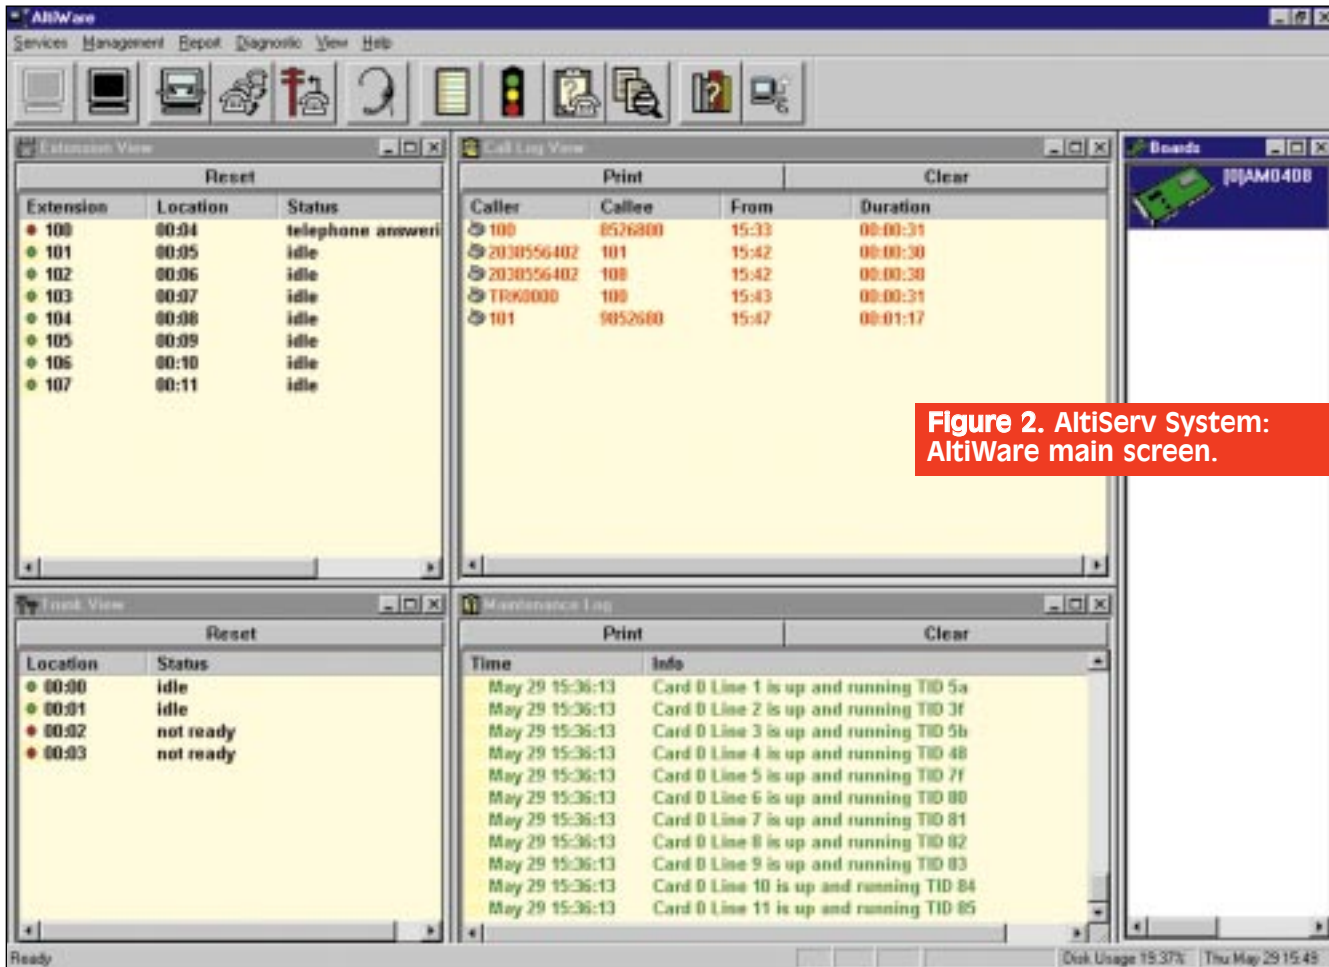 AltiWare
Services Management Report Diagnostic View Help
Extension View
Reset
Extension Location Status
100 00:04 telephone answeri
101 00:05 idle
102 00:06 idle
103 00:07 idle
104 00:08 idle
105 00:09 idle
106 00:10 idle
107 00:11 idle
Call Log View
Print Clear
Caller Callee From Duration
100 8526800 15:33 00:00:31
2030556402 101 15:42 00:00:30
2030556402 100 15:42 00:00:30
TRK0000 100 15:43 00:00:31
101 9852680 15:47 00:01:17
Boards
[0]AM0408
Figure 2. AltiServ System:
AltiWare main screen.
Trunk View
Reset
Location Status
00:00 idle
00:01 idle
00:02 not ready
00:03 not ready
Maintenance Log
Print Clear
Time Info
May 29 15:36:13 Card 0 Line 1 is up and running TID 5a
May 29 15:36:13 Card 0 Line 2 is up and running TID 3f
May 29 15:36:13 Card 0 Line 3 is up and running TID 5b
May 29 15:36:13 Card 0 Line 4 is up and running TID 48
May 29 15:36:13 Card 0 Line 5 is up and running TID 7f
May 29 15:36:13 Card 0 Line 6 is up and running TID 80
May 29 15:36:13 Card 0 Line 7 is up and running TID 81
May 29 15:36:13 Card 0 Line 8 is up and running TID 82
May 29 15:36:13 Card 0 Line 9 is up and running TID 83
May 29 15:36:13 Card 0 Line 10 is up and running TID 84
May 29 15:36:13 Card 0 Line 11 is up and running TID 85
Ready
Disk Usage 19.37% Thu May 29 15:49